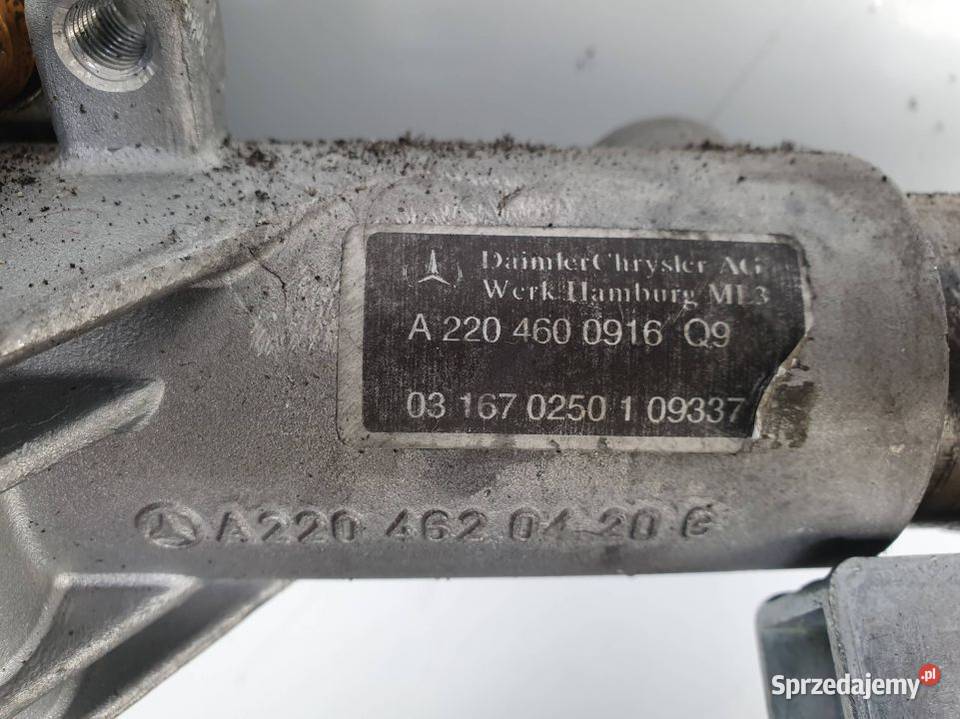 DaimlerChrysler AG
Werk Hamburg ML3
A 220 460 0916 Q9
03 167 0250 1 09337
A220 462 04 20 G
Sprzedajemy.pl